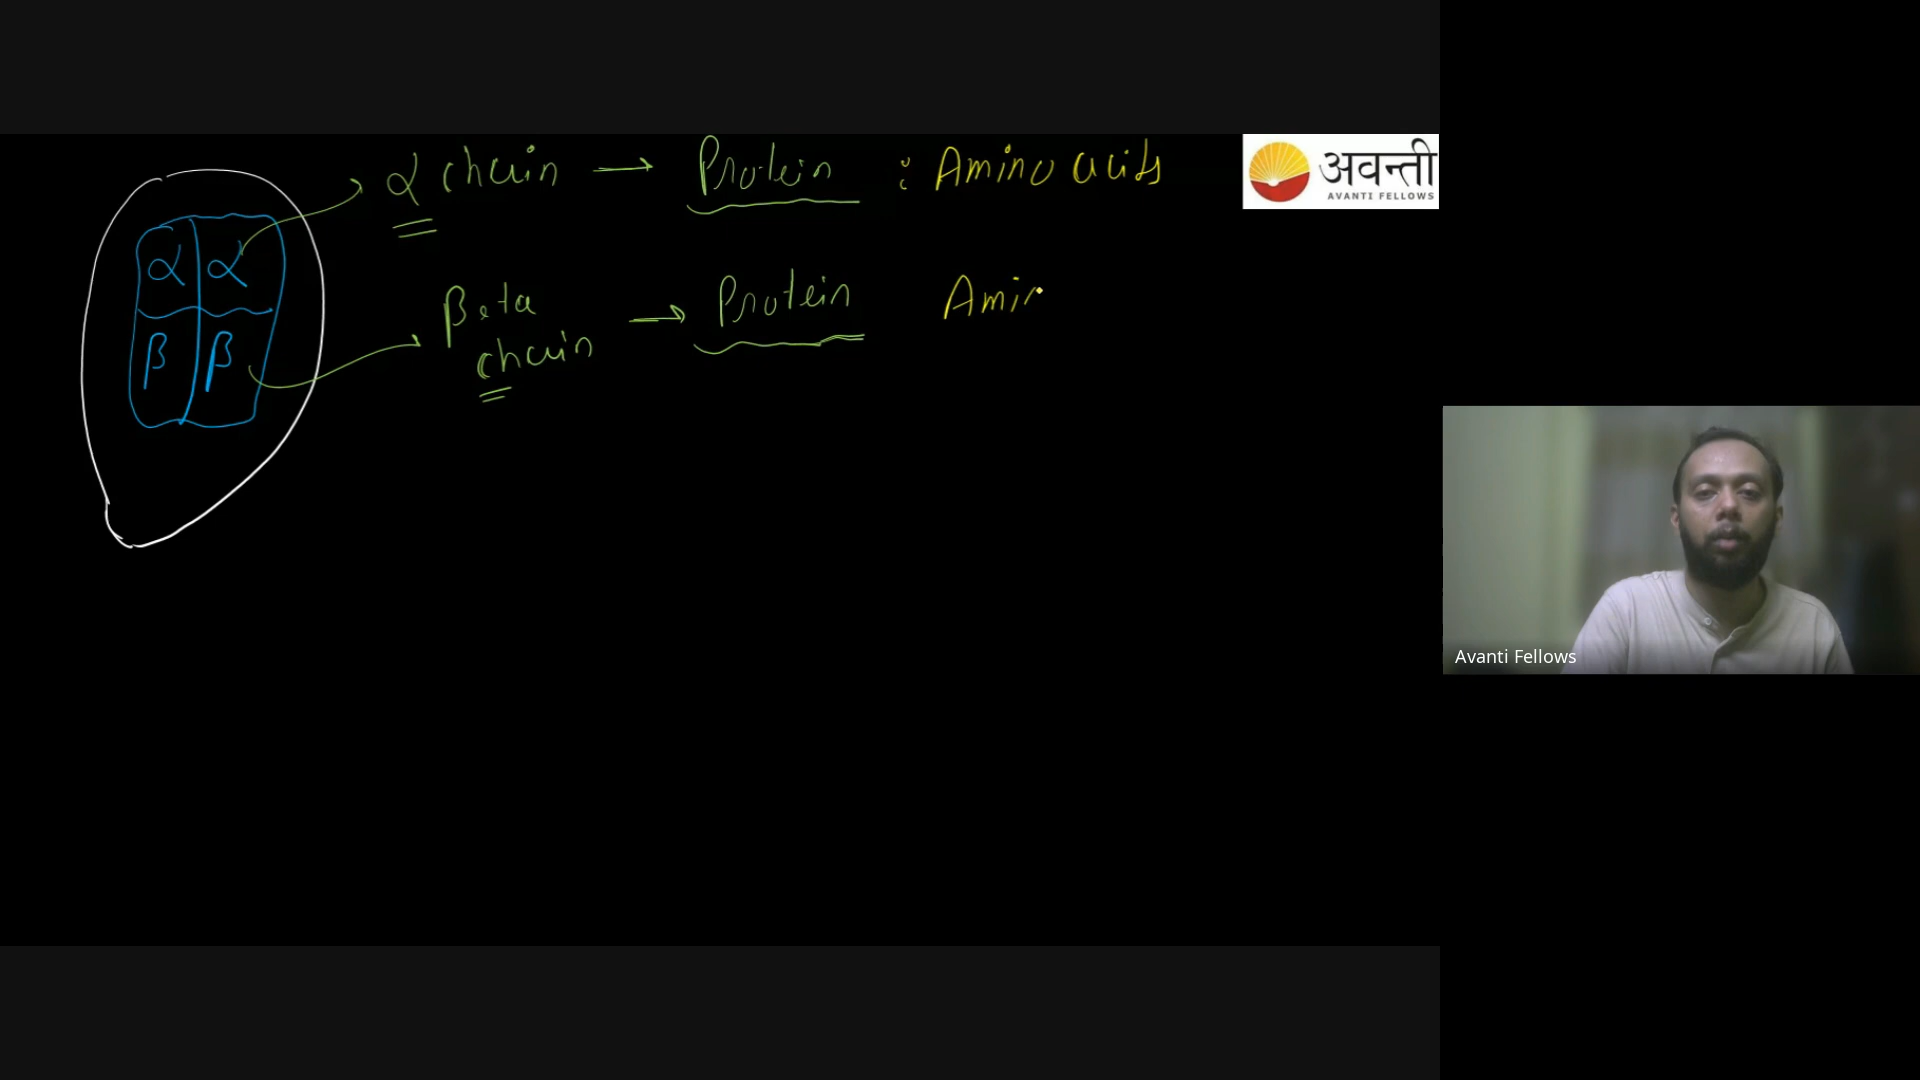 α chain → Protein : Amino acids
अवन्ती
AVANTI FELLOWS
α α
β β
Beta → Protein Amin
chain
Avanti Fellows